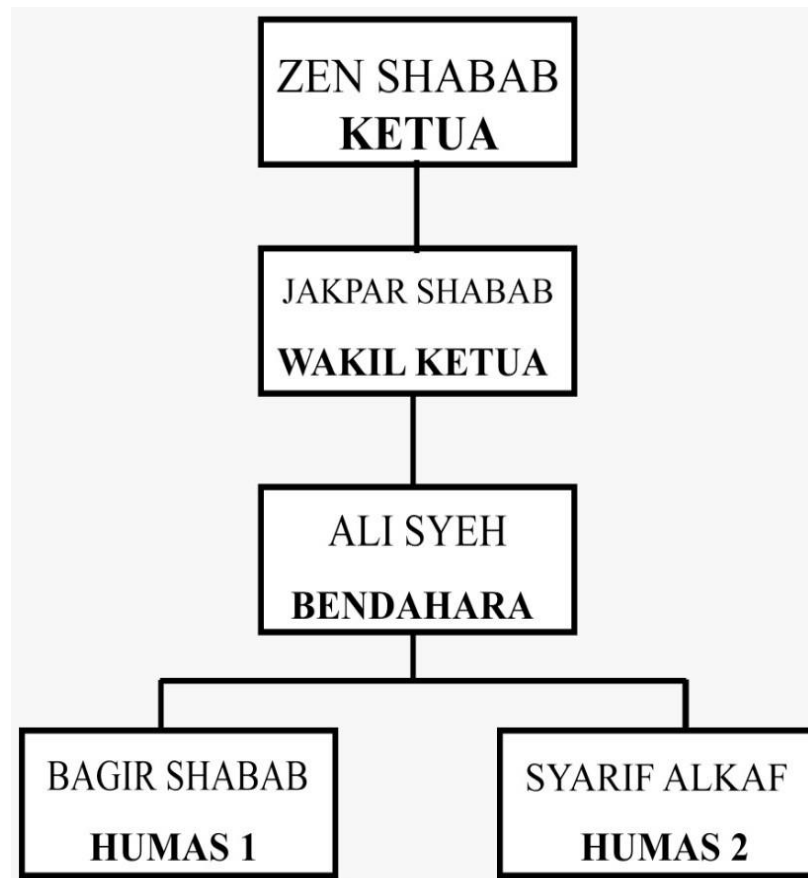 ZEN SHABAB
KETUA
JAKPAR SHABAB
WAKIL KETUA
ALI SYEH
BENDAHARA
BAGIR SHABAB
HUMAS 1
SYARIF ALKAF
HUMAS 2